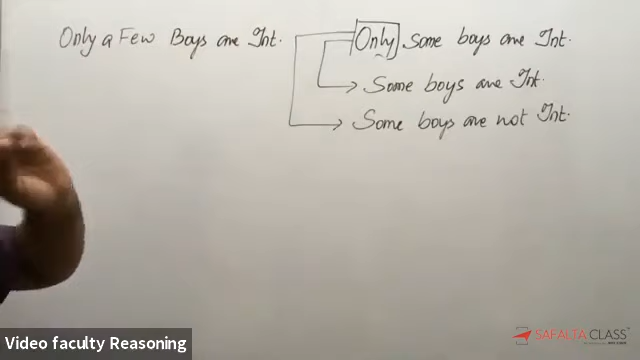 Only a Few Boys are Int.
Only Some boys are Int.
Some boys are Int.
Some boys are not Int.
Video faculty Reasoning
SAFALTA CLASS